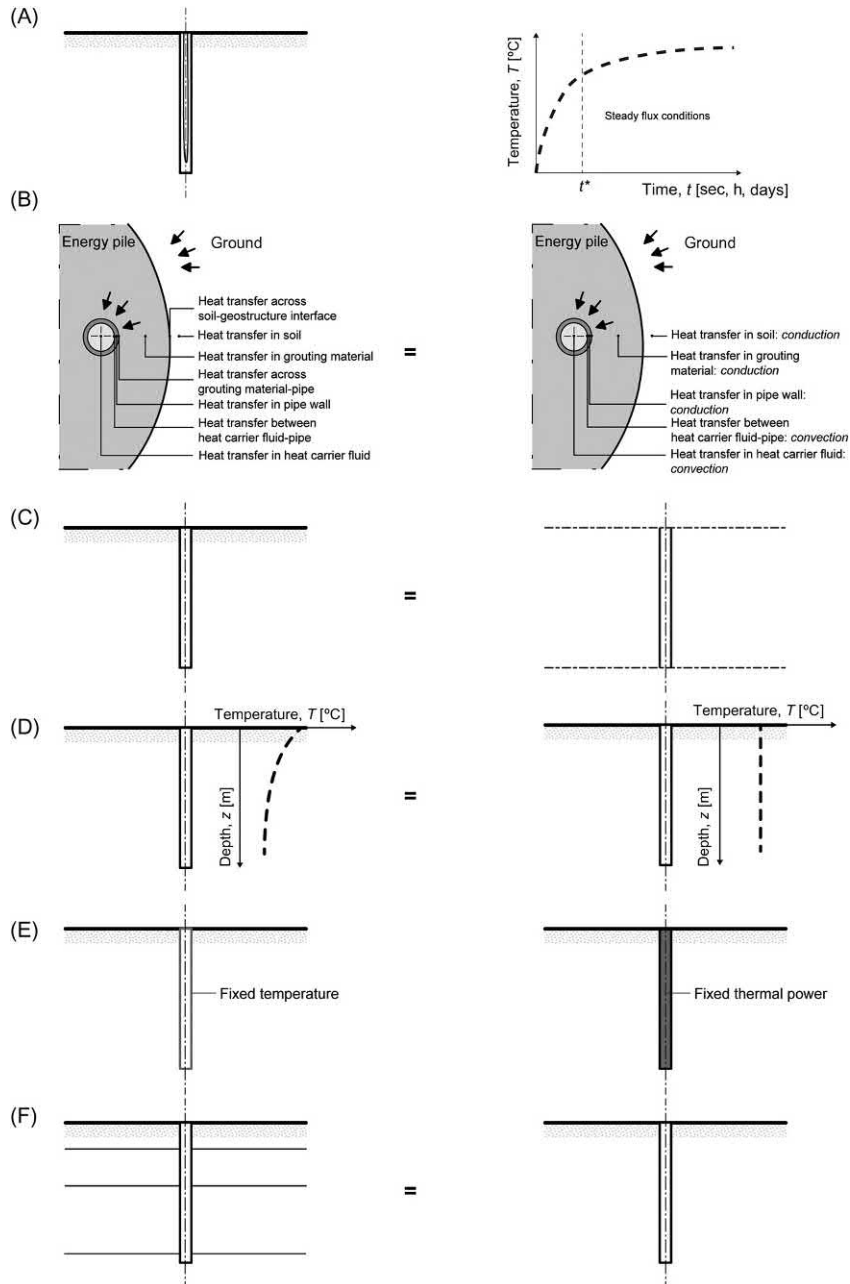 (A)
Temperature, T [ºC]
Steady flux conditions
t*
Time, t [sec, h, days]
(B)
Energy pile
Ground
Heat transfer across
soil-geostructure interface
Heat transfer in soil
Heat transfer in grouting material
Heat transfer across
grouting material-pipe
Heat transfer in pipe wall
Heat transfer between
heat carrier fluid-pipe
Heat transfer in heat carrier fluid
=
Energy pile
Ground
Heat transfer in soil: conduction
Heat transfer in grouting
material: conduction
Heat transfer in pipe wall:
conduction
Heat transfer between
heat carrier fluid-pipe: convection
Heat transfer in heat carrier fluid:
convection
(C)
=
(D)
Temperature, T [ºC]
Depth, z [m]
=
Temperature, T [ºC]
Depth, z [m]
(E)
Fixed temperature
Fixed thermal power
(F)
=